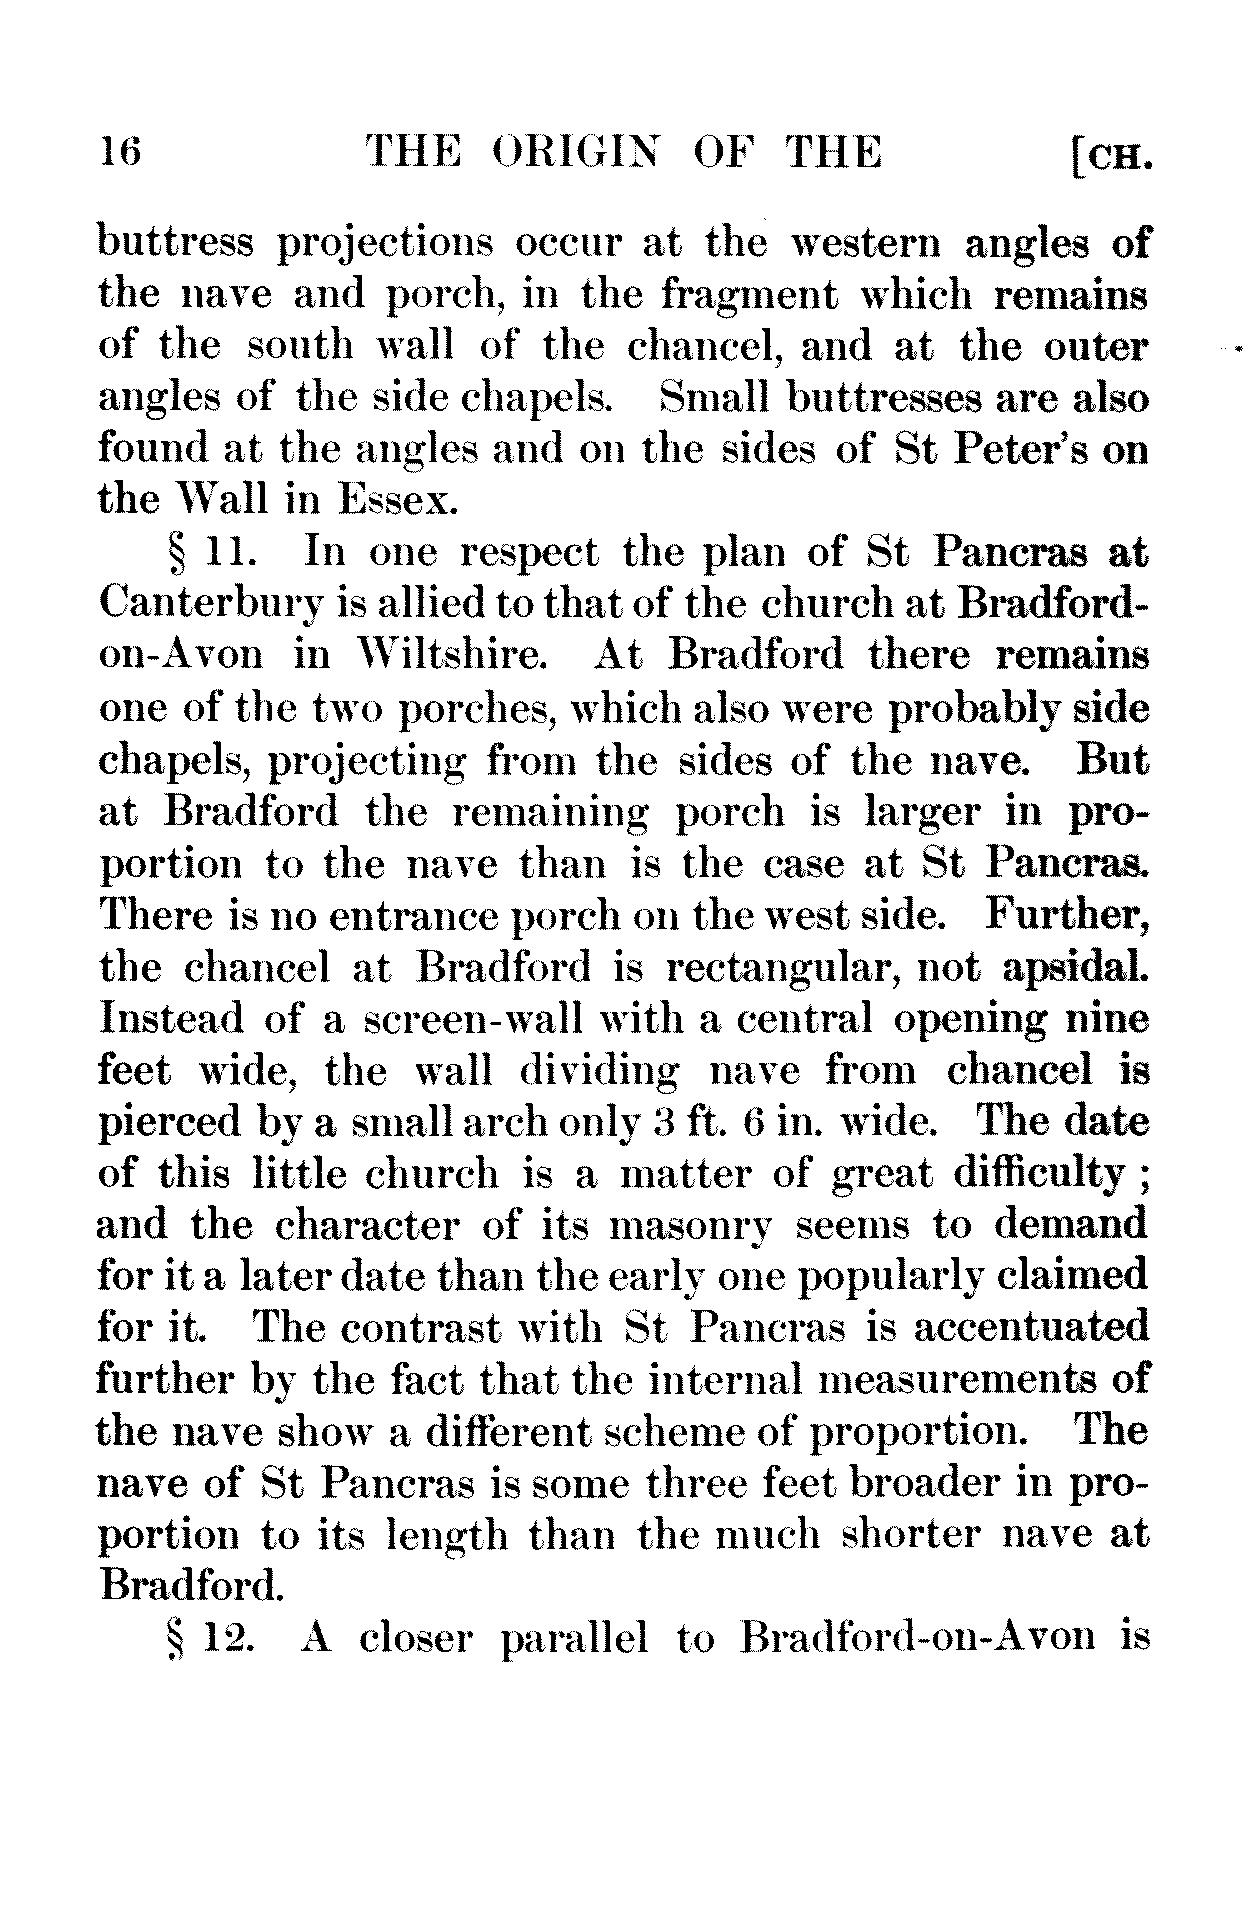 16 THE ORIGIN OF THE [CH.
buttress projections occur at the western angles of
the nave and porch, in the fragment which remains
of the south wall of the chancel, and at the outer
angles of the side chapels. Small buttresses are also
found at the angles and on the sides of St Peter's on
the Wall in Essex.
§ 11. In one respect the plan of St Pancras at
Canterbury is allied to that of the church at Bradford-
on-Avon in Wiltshire. At Bradford there remains
one of the two porches, which also were probably side
chapels, projecting from the sides of the nave. But
at Bradford the remaining porch is larger in pro-
portion to the nave than is the case at St Pancras.
There is no entrance porch on the west side. Further,
the chancel at Bradford is rectangular, not apsidal.
Instead of a screen-wall with a central opening nine
feet wide, the wall dividing nave from chancel is
pierced by a small arch only 3 ft. 6 in. wide. The date
of this little church is a matter of great difficulty ;
and the character of its masonry seems to demand
for it a later date than the early one popularly claimed
for it. The contrast with St Pancras is accentuated
further by the fact that the internal measurements of
the nave show a different scheme of proportion. The
nave of St Pancras is some three feet broader in pro-
portion to its length than the much shorter nave at
Bradford.
§ 12. A closer parallel to Bradford-on-Avon is